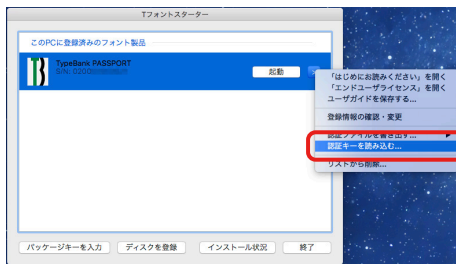 Tフォントスターター
このPCに登録済みのフォント製品
TypeBank PASSPORT
起動
「はじめにお読みください」を開く
「エンドユーザライセンス」を開く
ユーザガイドを保存する...
登録情報の確認・変更
認証ファイルを書き出す...
認証キーを読み込む...
リストから削除...
パッケージキーを入力 ディスクを登録 インストール状況 終了